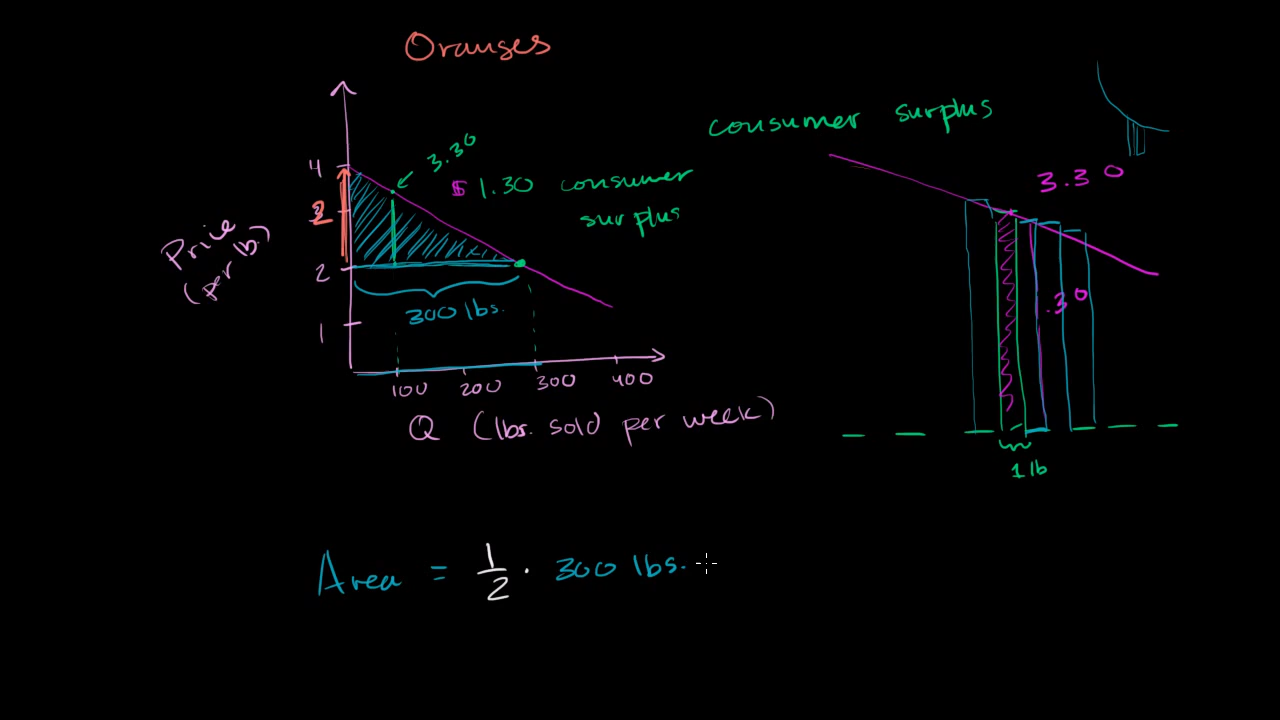 Oranges
consumer surplus
3.30
4
$1.30 consumer
surplus
3.30
2
Price
(per lb.)
2
300 lbs.
.30
1
100 200 300 400
Q (lbs. sold per week)
1 lb
Area = 1/2 · 300 lbs.